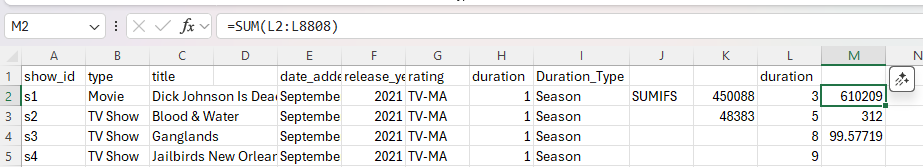 M2 fx =SUM(L2:L8808)
A B C D E F G H I J K L M N
1 show_id type title date_adde release_ye rating duration Duration_Type duration
2 s1 Movie Dick Johnson Is Dea Septembe 2021 TV-MA 1 Season SUMIFS 450088 3 610209
3 s2 TV Show Blood & Water Septembe 2021 TV-MA 1 Season 48383 5 312
4 s3 TV Show Ganglands Septembe 2021 TV-MA 1 Season 8 99.57719
5 s4 TV Show Jailbirds New Orlear Septembe 2021 TV-MA 1 Season 9